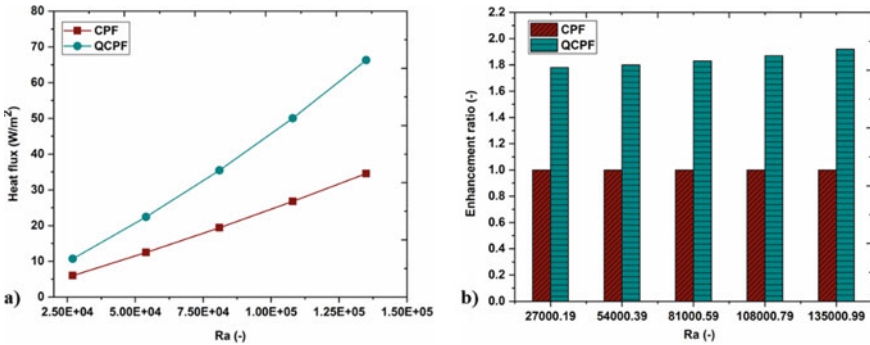 80
70
60
50
40
30
20
10
0
Heat flux (W/m²)
CPF
QCPF
2.50E+04 5.00E+04 7.50E+04 1.00E+05 1.25E+05 1.50E+05
Ra (-)
a)
2.2
2.0
1.8
1.6
1.4
1.2
1.0
0.8
0.6
0.4
0.2
0.0
Enhancement ratio (-)
CPF
QCPF
27000.19 54000.39 81000.59 108000.79 135000.99
Ra (-)
b)